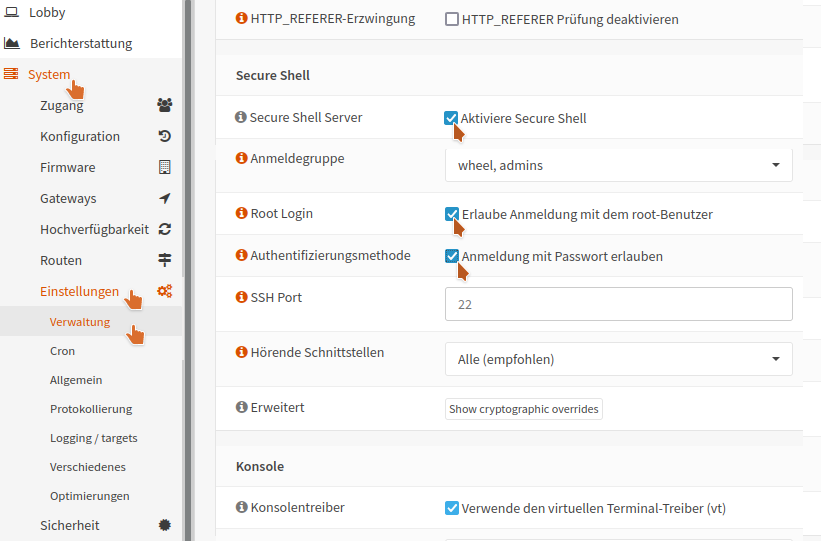 Lobby
Berichterstattung
System
Zugang
Konfiguration
Firmware
Gateways
Hochverfügbarkeit
Routen
Einstellungen
Verwaltung
Cron
Allgemein
Protokollierung
Logging / targets
Verschiedenes
Optimierungen
Sicherheit
HTTP_REFERER-Erzwingung
HTTP_REFERER Prüfung deaktivieren
Secure Shell
Secure Shell Server
Aktiviere Secure Shell
Anmeldegruppe
wheel, admins
Root Login
Erlaube Anmeldung mit dem root-Benutzer
Authentifizierungsmethode
Anmeldung mit Passwort erlauben
SSH Port
22
Hörende Schnittstellen
Alle (empfohlen)
Erweitert
Show cryptographic overrides
Konsole
Konsolentreiber
Verwende den virtuellen Terminal-Treiber (vt)